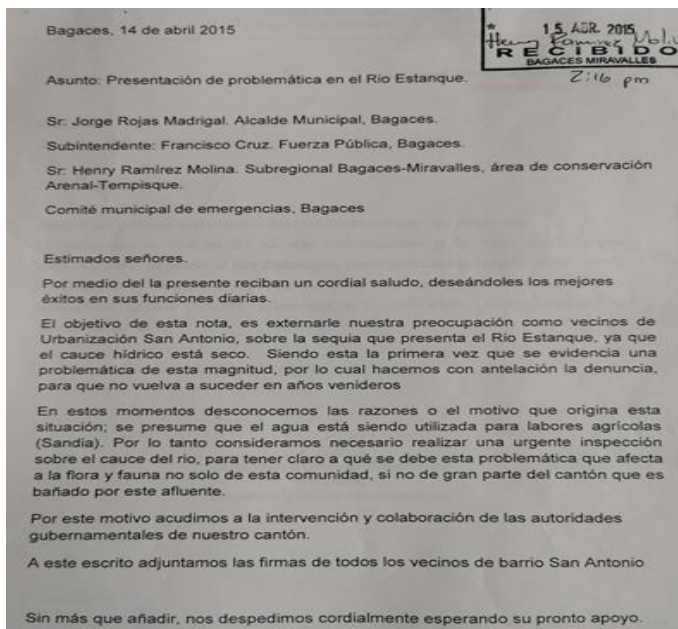 Bagaces, 14 de abril 2015
15 ABR. 2015
Henry Ramírez Moli
RECIBIDO
BAGACES MIRAVALLES
2:16 pm
Asunto: Presentación de problemática en el Rio Estanque.
Sr: Jorge Rojas Madrigal. Alcalde Municipal, Bagaces.
Subintendente: Francisco Cruz. Fuerza Pública, Bagaces.
Sr: Henry Ramírez Molina. Subregional Bagaces-Miravalles, área de conservación
Arenal-Tempisque.
Comité municipal de emergencias, Bagaces
Estimados señores.
Por medio del la presente reciban un cordial saludo, deseándoles los mejores
éxitos en sus funciones diarias.
El objetivo de esta nota, es externarle nuestra preocupación como vecinos de
Urbanización San Antonio, sobre la sequia que presenta el Rio Estanque, ya que
el cauce hídrico está seco. Siendo esta la primera vez que se evidencia una
problemática de esta magnitud, por lo cual hacemos con antelación la denuncia,
para que no vuelva a suceder en años venideros
En estos momentos desconocemos las razones o el motivo que origina esta
situación; se presume que el agua está siendo utilizada para labores agrícolas
(Sandía). Por lo tanto consideramos necesario realizar una urgente inspección
sobre el cauce del río, para tener claro a qué se debe esta problemática que afecta
a la flora y fauna no solo de esta comunidad, si no de gran parte del cantón que es
bañado por este afluente.
Por este motivo acudimos a la intervención y colaboración de las autoridades
gubernamentales de nuestro cantón.
A este escrito adjuntamos las firmas de todos los vecinos de barrio San Antonio
Sin más que añadir, nos despedimos cordialmente esperando su pronto apoyo.